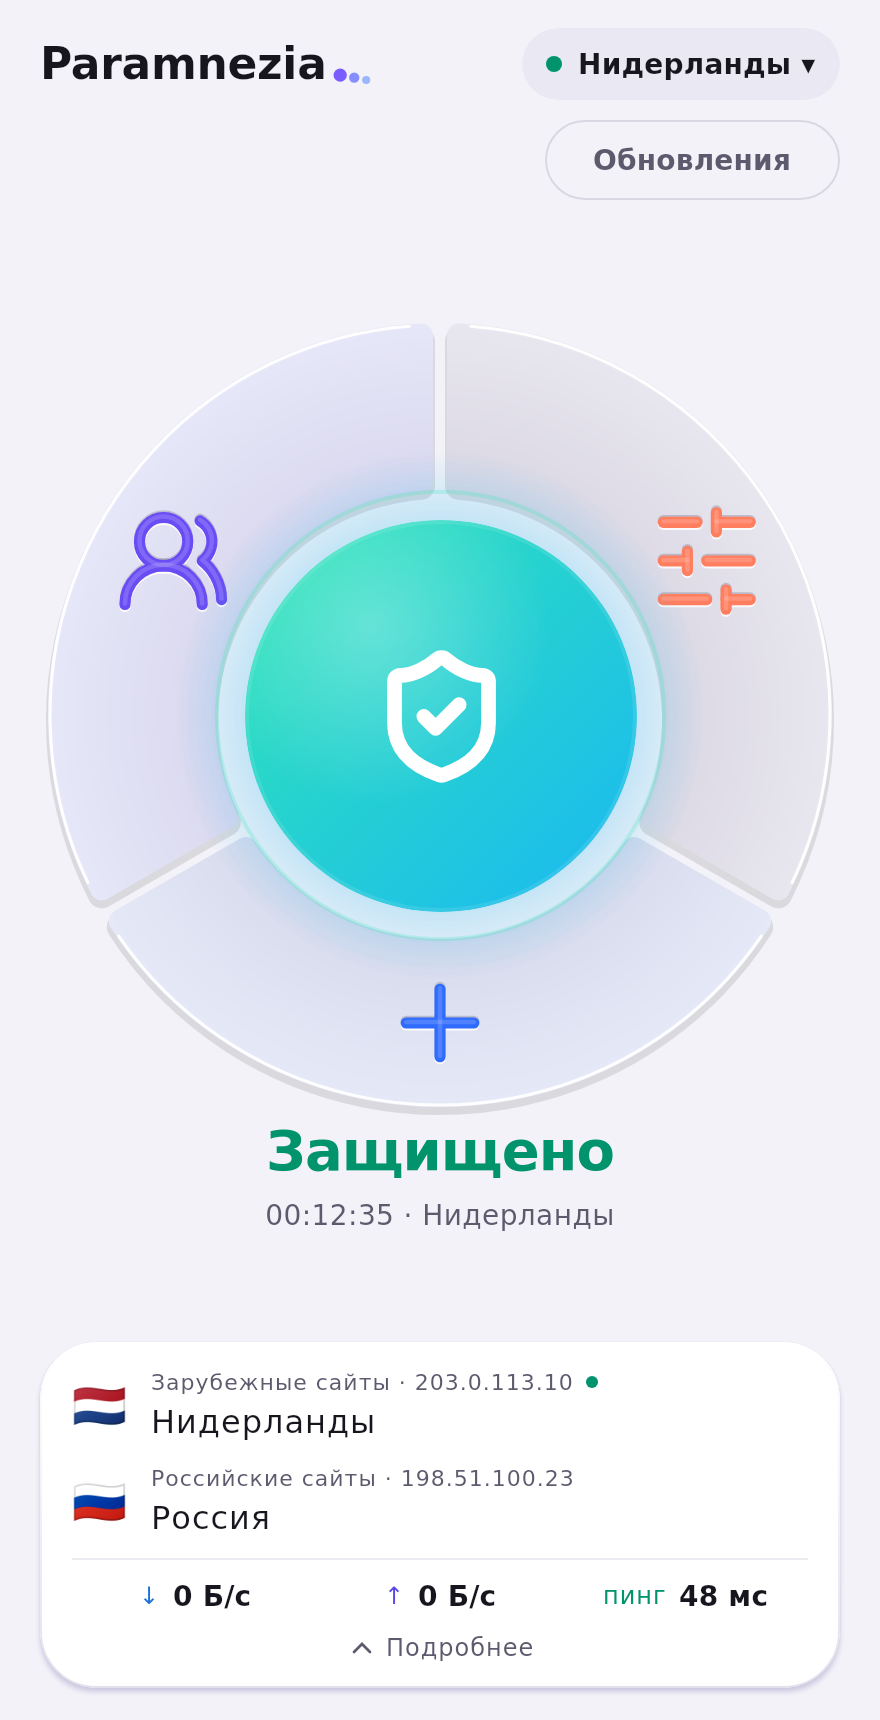 Paramnezia
Нидерланды ▾
Обновления
Защищено
00:12:35 · Нидерланды
Зарубежные сайты · 203.0.113.10
Нидерланды
Российские сайты · 198.51.100.23
Россия
↓ 0 Б/с ↑ 0 Б/с пинг 48 мс
Подробнее